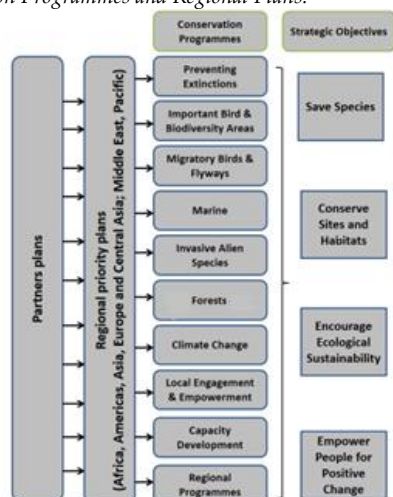 on Programmes and Regional Plans.
Conservation
Programmes
Strategic Objectives
Partners plans
Regional priority plans
(Africa, Americas, Asia, Europe and Central Asia; Middle East, Pacific)
Preventing
Extinctions
Important Bird &
Biodiversity Areas
Migratory Birds &
Flyways
Marine
Invasive Alien
Species
Forests
Climate Change
Local Engagement
& Empowerment
Capacity
Development
Regional
Programmes
Save Species
Conserve
Sites and
Habitats
Encourage
Ecological
Sustainability
Empower
People for
Positive
Change